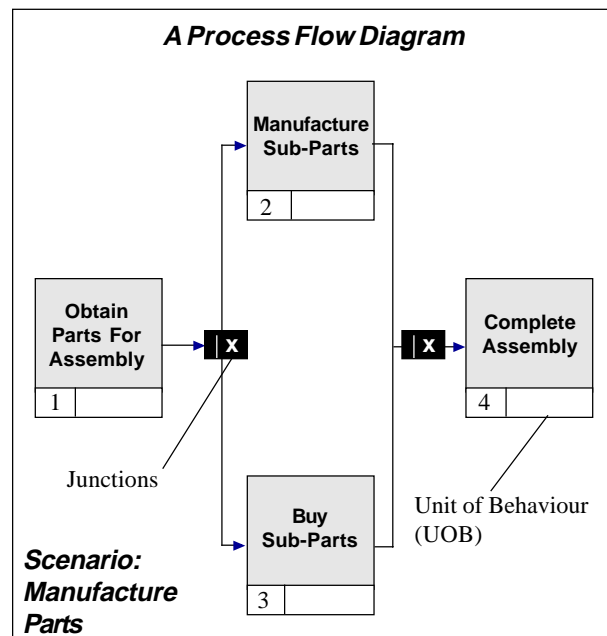 A Process Flow Diagram
Manufacture
Sub-Parts
2
Obtain
Parts For
Assembly
1
X
X
Complete
Assembly
4
Junctions
Buy
Sub-Parts
3
Unit of Behaviour
(UOB)
Scenario:
Manufacture
Parts